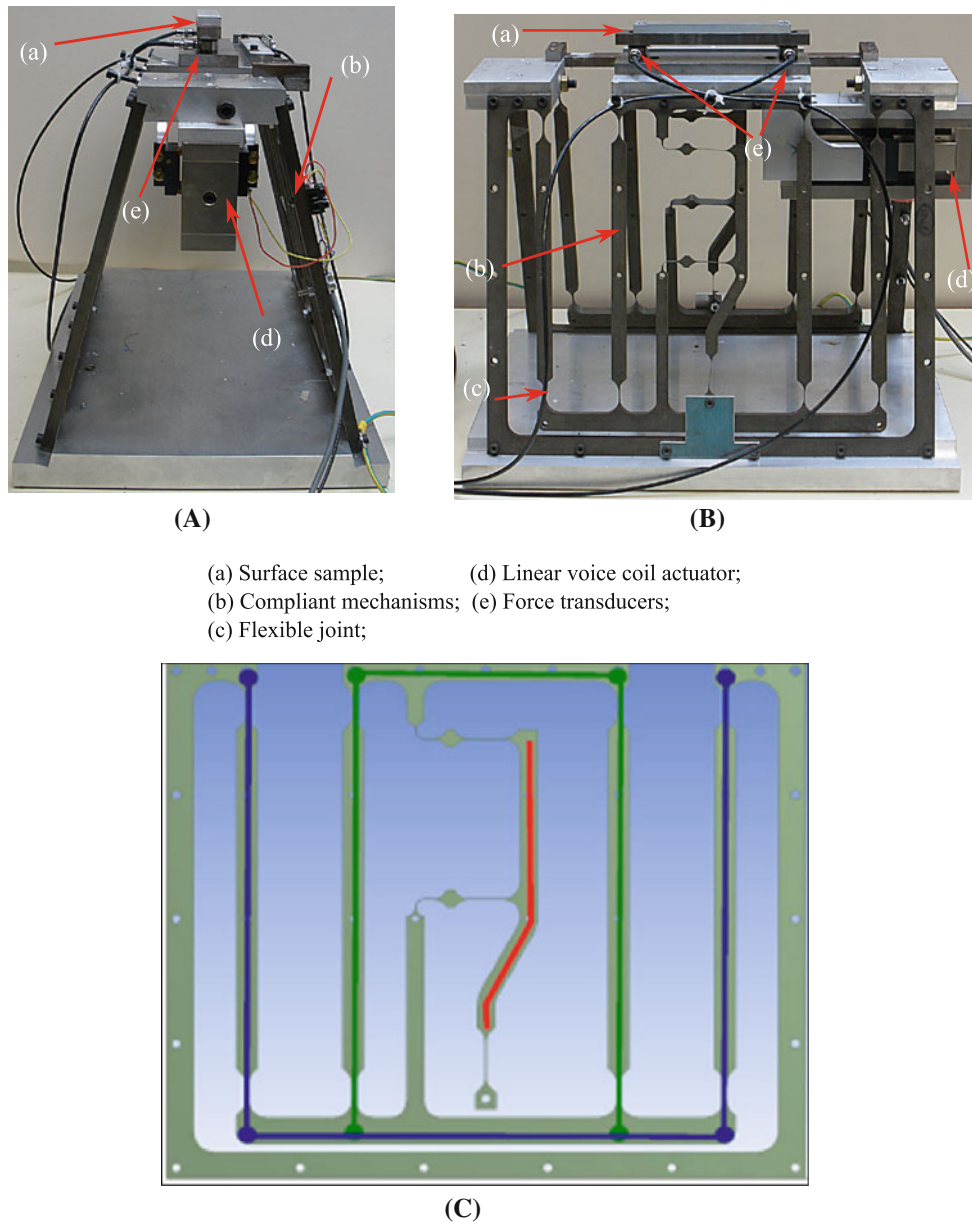 (a)
(b)
(e)
(d)
(A)
(a)
(e)
(b)
(d)
(c)
(B)
(a) Surface sample; (d) Linear voice coil actuator;
(b) Compliant mechanisms; (e) Force transducers;
(c) Flexible joint;
(C)